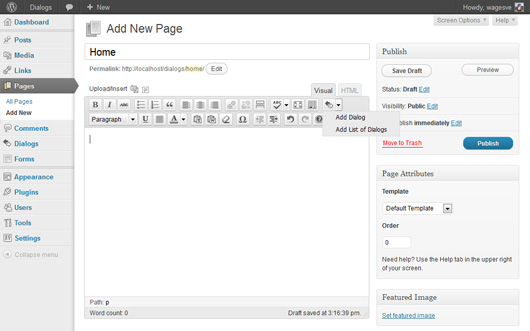 Dialogs + New Howdy, wagesve
Screen Options Help
Dashboard
Posts
Media
Links
Pages
All Pages
Add New
Comments
Dialogs
Forms
Appearance
Plugins
Users
Tools
Settings
Collapse menu
Add New Page
Home
Permalink: http://localhost/dialogs/home/ Edit
Upload/Insert Visual HTML
B I ABC
Paragraph U A Ω
Add Dialog
Add List of Dialogs
Path: p
Word count: 0 Draft saved at 3:16:39 pm.
Publish
Save Draft Preview
Status: Draft Edit
Visibility: Public Edit
immediately Edit
Move to Trash Publish
Page Attributes
Template
Default Template
Order
0
Need help? Use the Help tab in the upper right
of your screen.
Featured Image
Set featured image